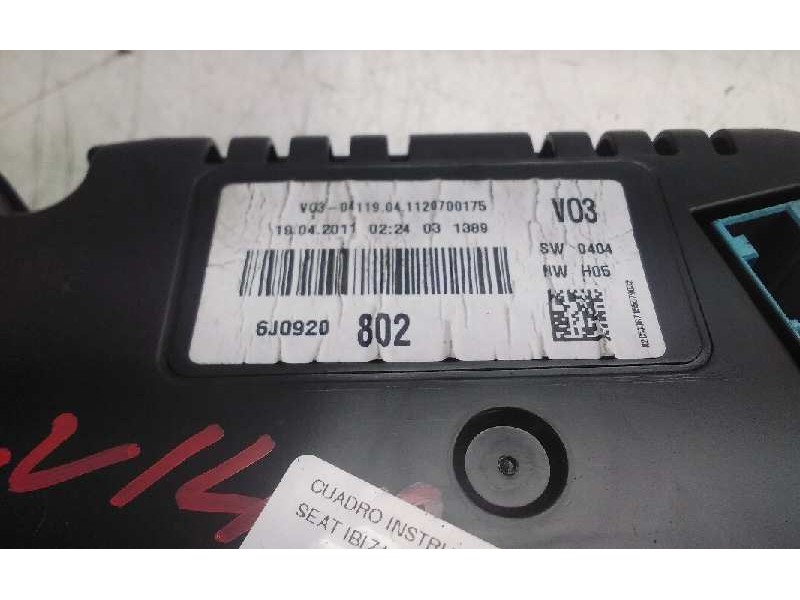 V03-04119.04.1120700175
19.04.2011 02:24 03 1389
V03
SW 0404
HW H05
6J0920 802
CUADRO INSTRU
SEAT IBIZA